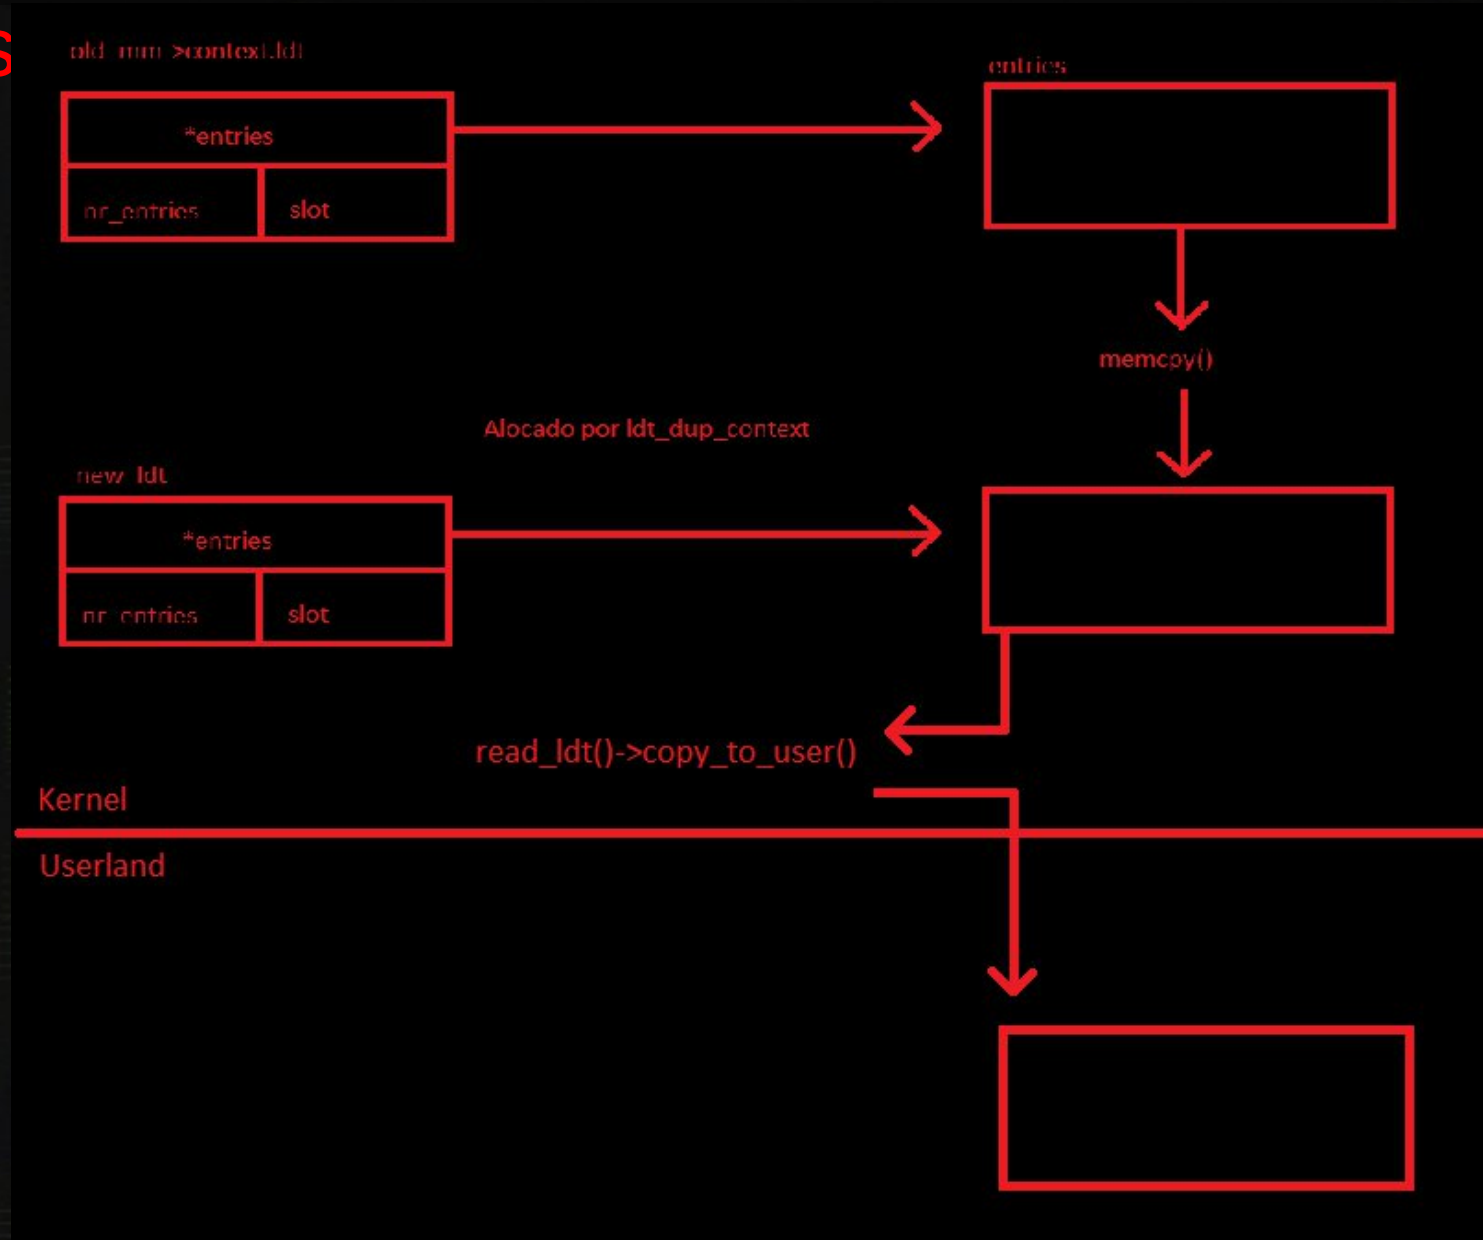 S
old_mm->context.ldt
entries
*entries
nr_entries
slot
memcpy()
Alocado por ldt_dup_context
new_ldt
*entries
nr_entries
slot
read_ldt()->copy_to_user()
Kernel
Userland